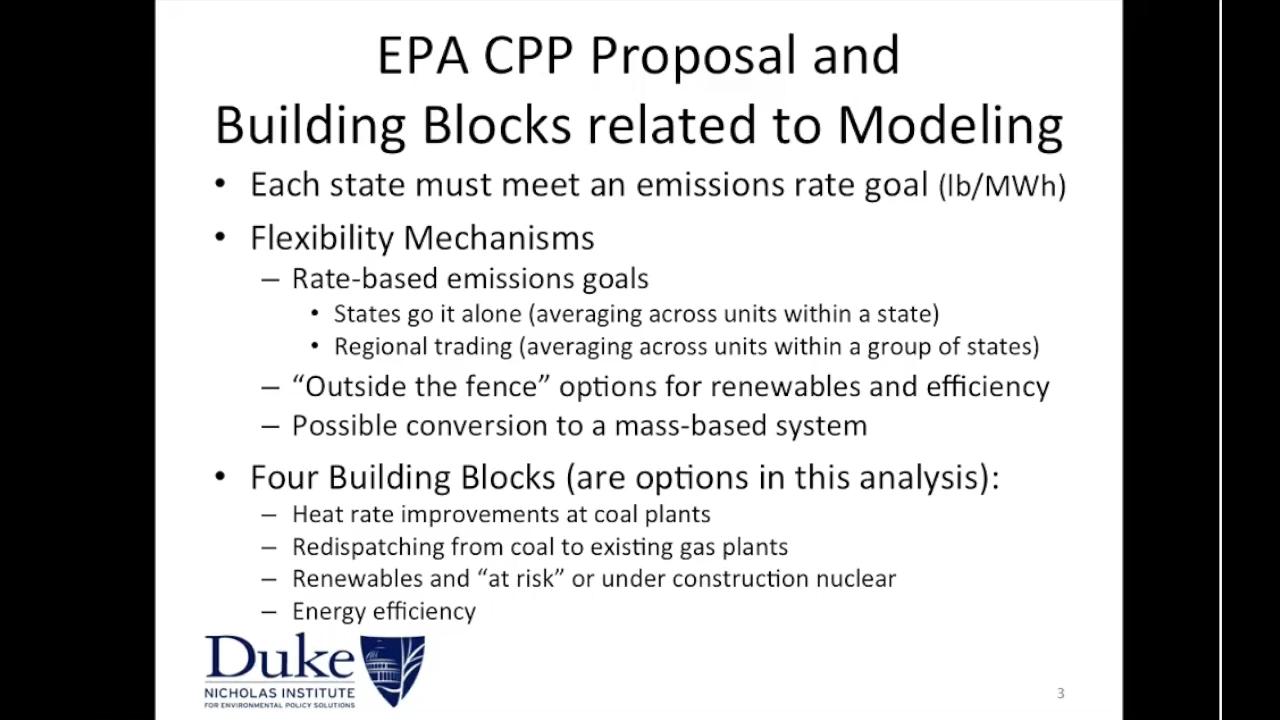 EPA CPP Proposal and
Building Blocks related to Modeling
• Each state must meet an emissions rate goal (lb/MWh)
• Flexibility Mechanisms
– Rate-based emissions goals
• States go it alone (averaging across units within a state)
• Regional trading (averaging across units within a group of states)
– “Outside the fence” options for renewables and efficiency
– Possible conversion to a mass-based system
• Four Building Blocks (are options in this analysis):
– Heat rate improvements at coal plants
– Redispatching from coal to existing gas plants
– Renewables and “at risk” or under construction nuclear
– Energy efficiency
Duke
NICHOLAS INSTITUTE
FOR ENVIRONMENTAL POLICY SOLUTIONS
3